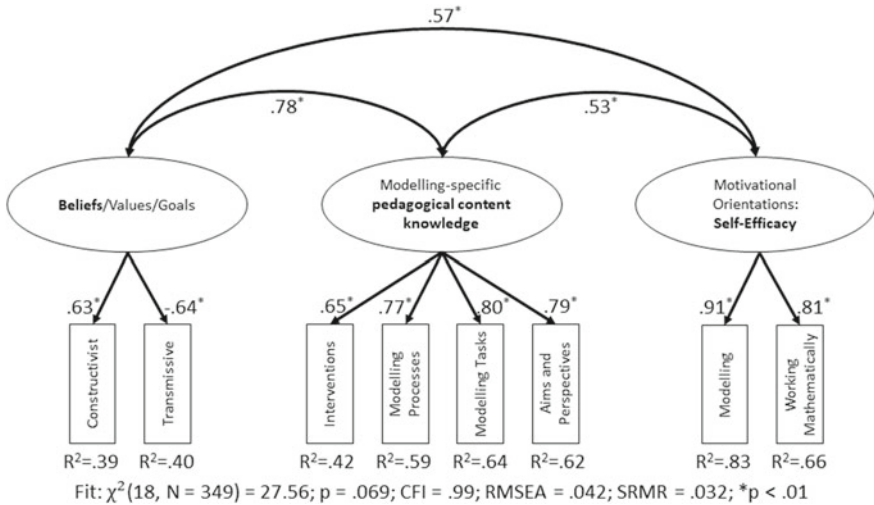 .57*
.78*
.53*
Beliefs/Values/Goals
Modelling-specific
pedagogical content
knowledge
Motivational
Orientations:
Self-Efficacy
.63*
-.64*
.65*
.77*
.80*
.79*
.91*
.81*
Constructivist
Transmissive
Interventions
Modelling
Processes
Modelling Tasks
Aims and
Perspectives
Modelling
Working
Mathematically
R²=.39
R²=.40
R²=.42
R²=.59
R²=.64
R²=.62
R²=.83
R²=.66
Fit: χ²(18, N = 349) = 27.56; p = .069; CFI = .99; RMSEA = .042; SRMR = .032; *p < .01